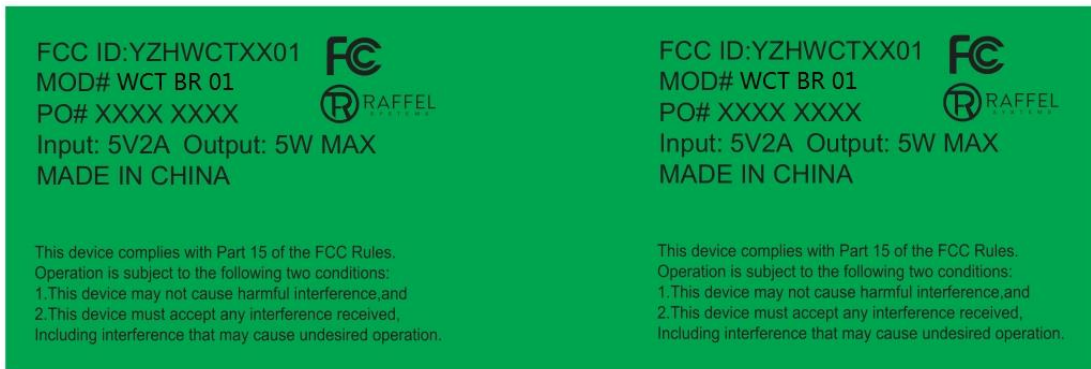 FCC ID:YZHWCTXX01
MOD# WCT BR 01
PO# XXXX XXXX
Input: 5V2A Output: 5W MAX
MADE IN CHINA
FC
RAFFEL
SYSTEMS
This device complies with Part 15 of the FCC Rules.
Operation is subject to the following two conditions:
1.This device may not cause harmful interference,and
2.This device must accept any interference received,
Including interference that may cause undesired operation.
FCC ID:YZHWCTXX01
MOD# WCT BR 01
PO# XXXX XXXX
Input: 5V2A Output: 5W MAX
MADE IN CHINA
FC
RAFFEL
SYSTEMS
This device complies with Part 15 of the FCC Rules.
Operation is subject to the following two conditions:
1.This device may not cause harmful interference,and
2.This device must accept any interference received,
Including interference that may cause undesired operation.